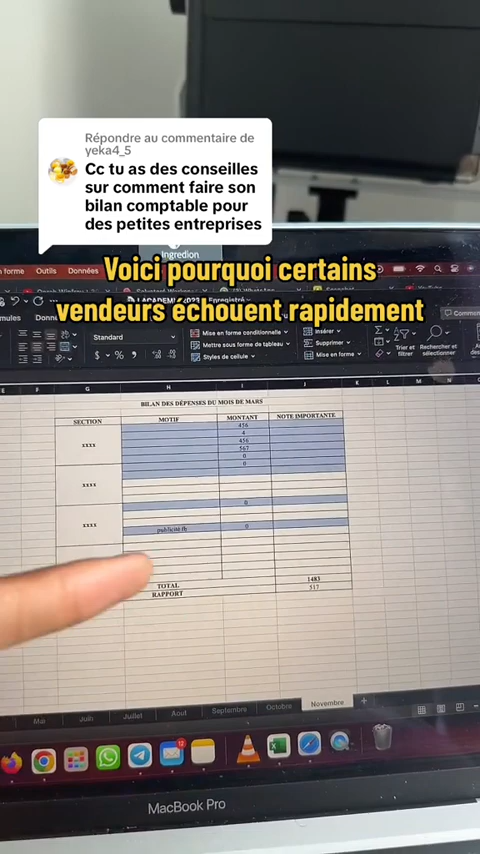 Répondre au commentaire de
yeka4_5
Cc tu as des conseilles
sur comment faire son
bilan comptable pour
des petites entreprises
Ingredion
Voici pourquoi certains
vendeurs échouent rapidement
Outils
Données
Standard
$ %
Mise en forme conditionnelle
Mettre sous forme de tableau
Styles de cellule
Insérer
Supprimer
Mise en forme
Trier et
filtrer
Rechercher et
sélectionner
G H I J K L M N
BILAN DES DÉPENSES DU MOIS DE MARS
SECTION MOTIF MONTANT NOTE IMPORTANTE
456
4
xxxx 456
567
0
0
xxxx
0
xxxx
publicité fb 0
TOTAL 1483
RAPPORT 517
Mai Juin Juillet Aout Septembre Octobre Novembre +
MacBook Pro